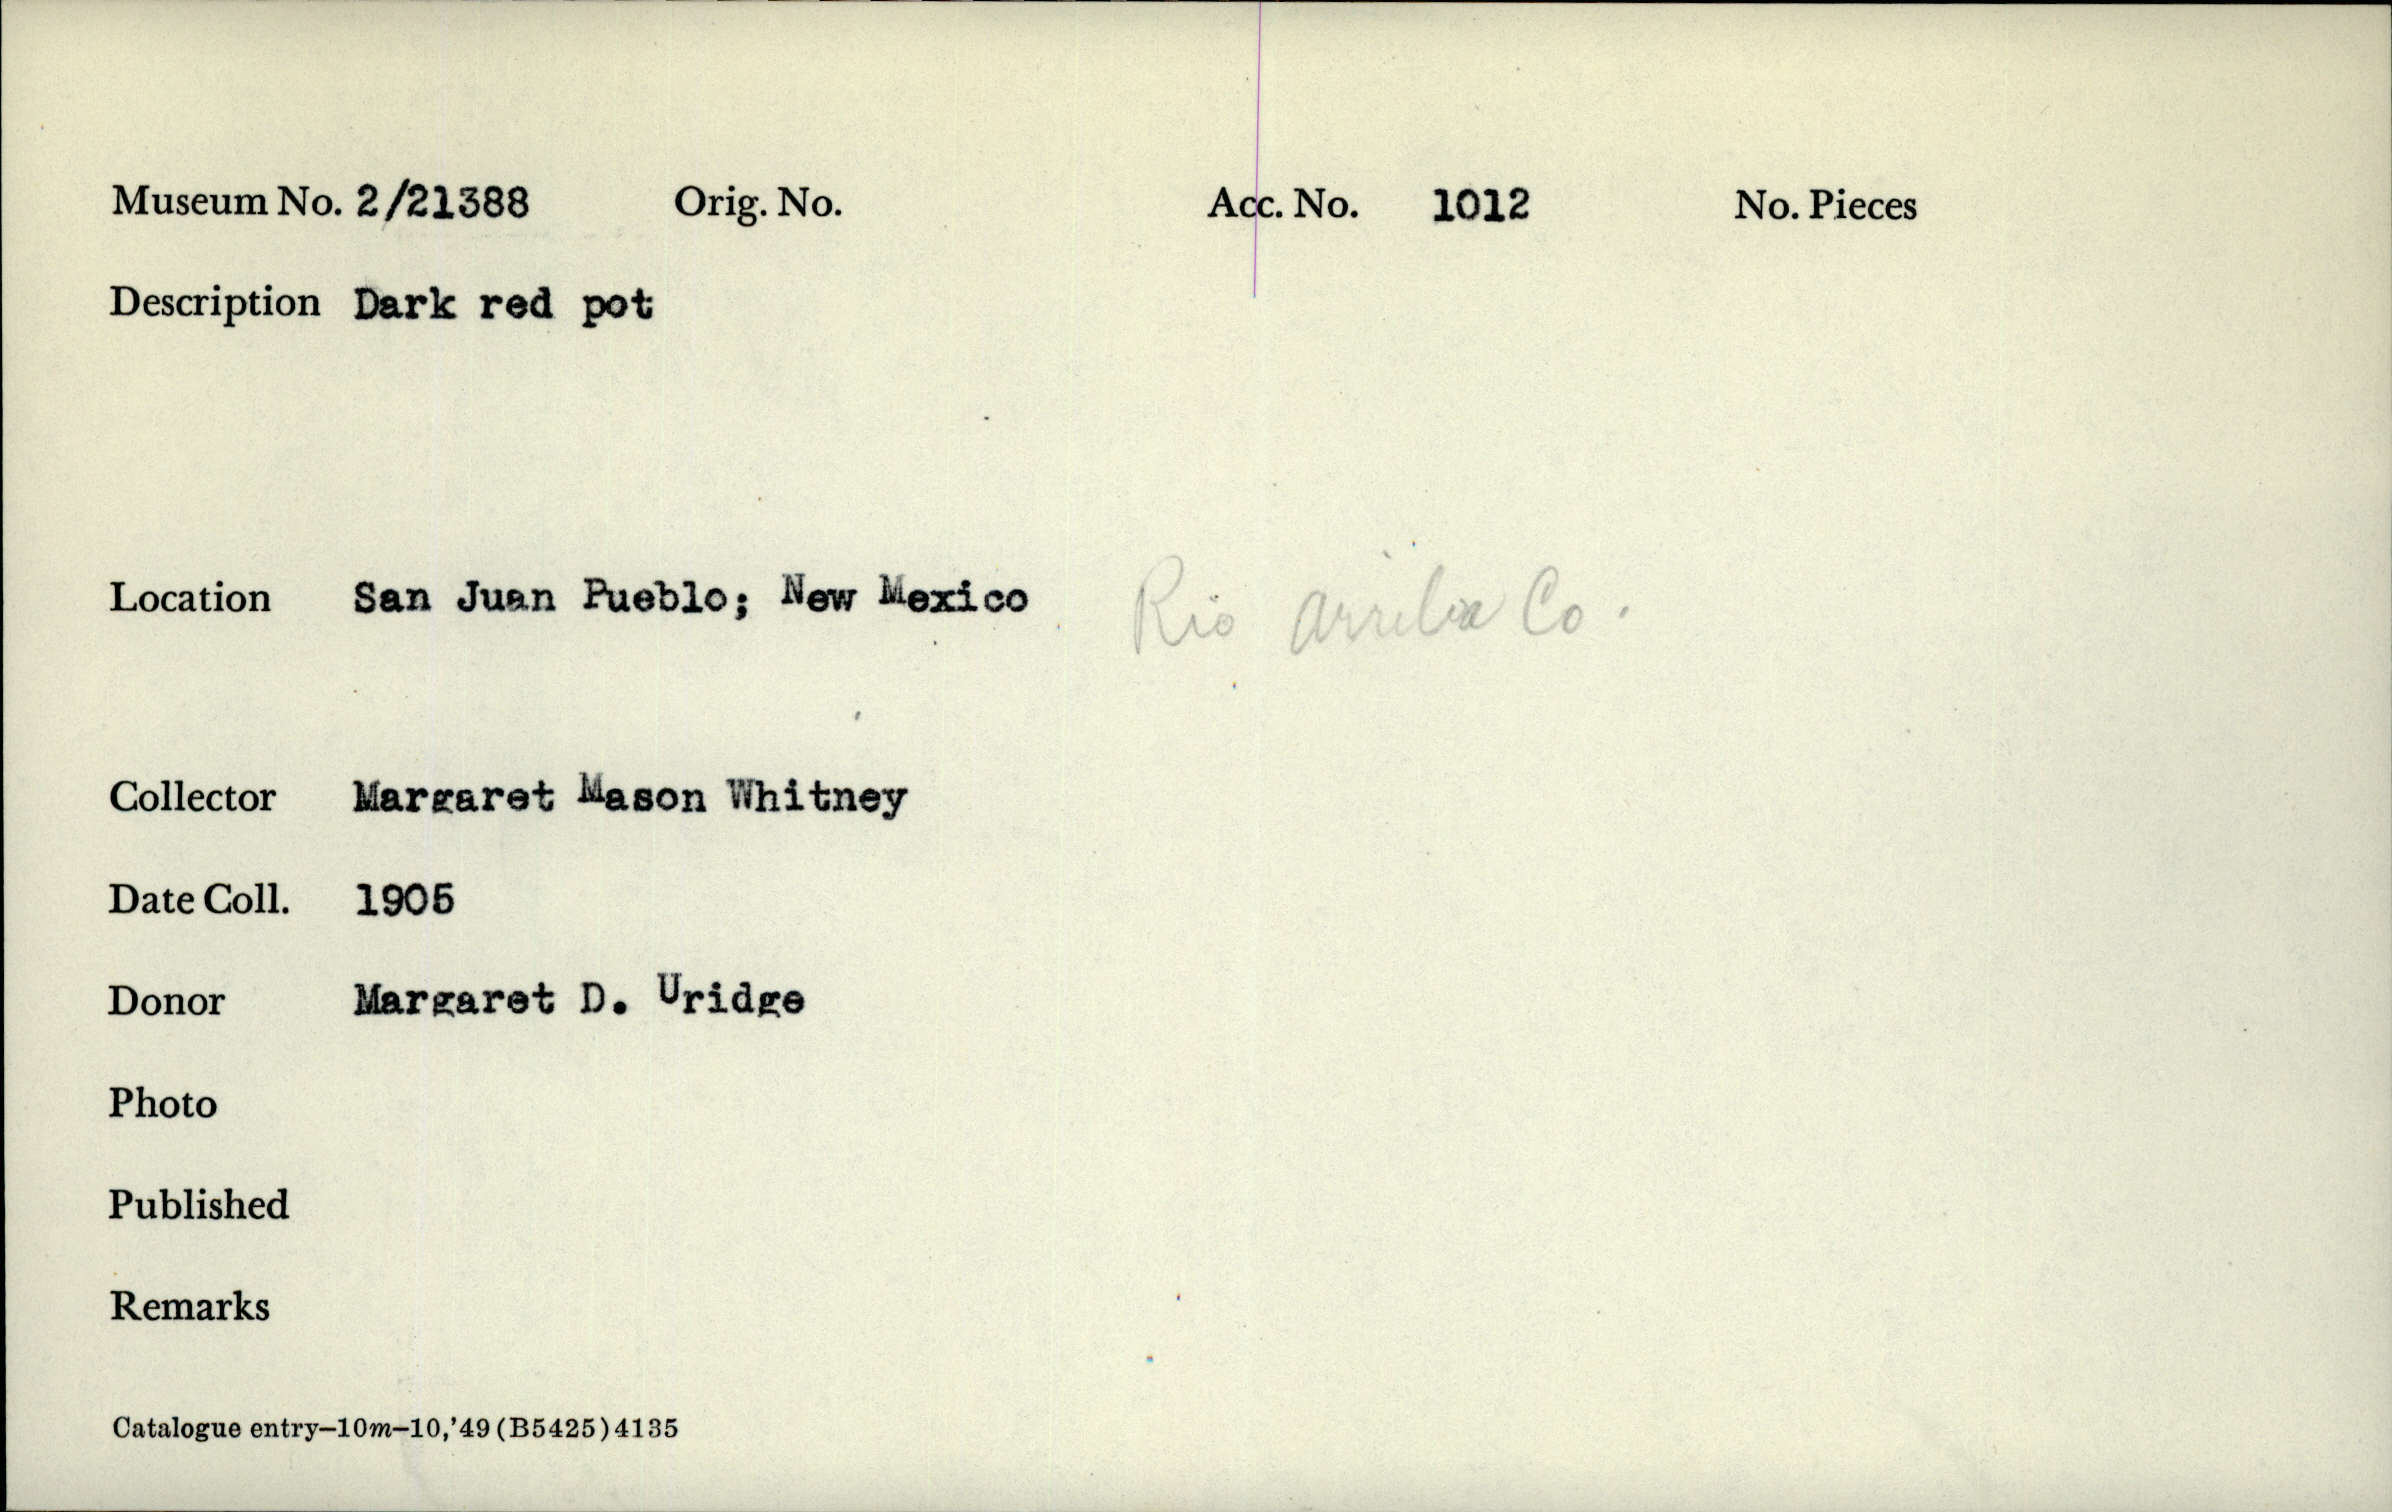 Museum No. 2/21388 Orig. No. Acc. No. 1012 No. Pieces
Description Dark red pot
Location San Juan Pueblo; New Mexico Rio Arriba Co.
Collector Margaret Mason Whitney
Date Coll. 1905
Donor Margaret D. Uridge
Photo
Published
Remarks
Catalogue entry—10m—10,'49(B5425)4135